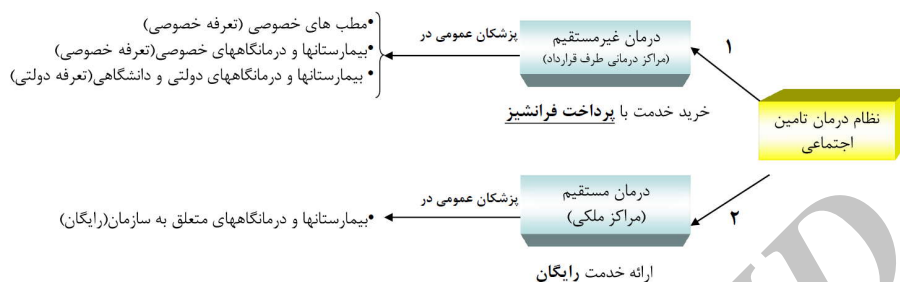 نظام درمان تامین
اجتماعی
۱
درمان غیرمستقیم
(مراکز درمانی طرف قرارداد)
خرید خدمت با پرداخت فرانشیز
پزشکان عمومی در
•مطب های خصوصی (تعرفه خصوصی)
•بیمارستانها و درمانگاههای خصوصی(تعرفه خصوصی)
• بیمارستانها و درمانگاههای دولتی و دانشگاهی(تعرفه دولتی)
۲
درمان مستقیم
(مراکز ملکی)
ارائه خدمت رایگان
پزشکان عمومی در
•بیمارستانها و درمانگاههای متعلق به سازمان(رایگان)